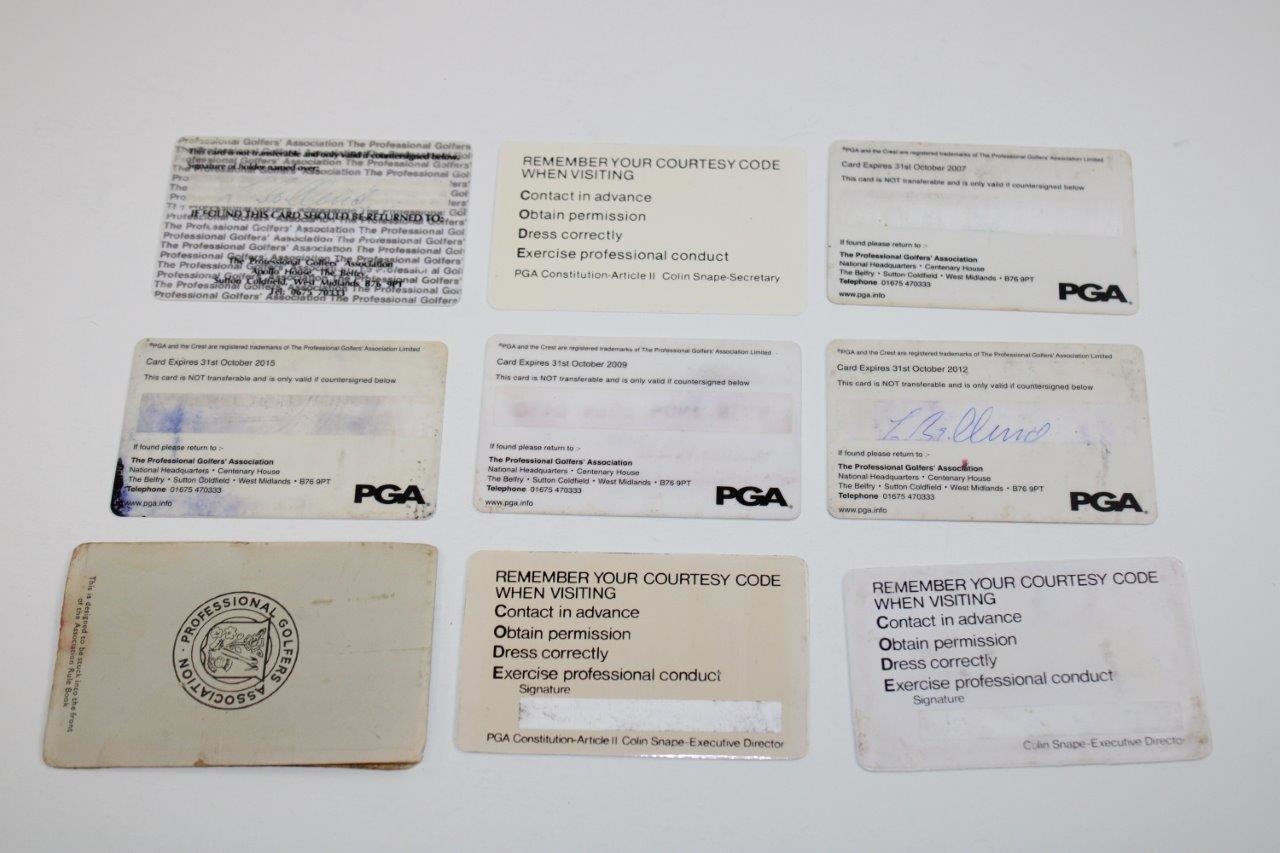 This card is not transferable and only valid if countersigned below.
Signature of holder named over:
IF FOUND THIS CARD SHOULD BE RETURNED TO:
The Professional Golfers' Association
Apollo House, The Belfry
Sutton Coldfield, West Midlands B76 9PT
Tel: 0675 70333
REMEMBER YOUR COURTESY CODE
WHEN VISITING
Contact in advance
Obtain permission
Dress correctly
Exercise professional conduct
PGA Constitution-Article II Colin Snape-Secretary
®PGA and the Crest are registered trademarks of The Professional Golfers' Association Limited
Card Expires 31st October 2007
This card is NOT transferable and is only valid if countersigned below
If found please return to :-
The Professional Golfers' Association
National Headquarters • Centenary House
The Belfry • Sutton Coldfield • West Midlands • B76 9PT
Telephone 01675 470333
www.pga.info
PGA®
®PGA and the Crest are registered trademarks of The Professional Golfers' Association Limited
Card Expires 31st October 2015
This card is NOT transferable and is only valid if countersigned below
If found please return to :-
The Professional Golfers' Association
National Headquarters • Centenary House
The Belfry • Sutton Coldfield • West Midlands • B76 9PT
Telephone 01675 470333
www.pga.info
PGA®
®PGA and the Crest are registered trademarks of The Professional Golfers' Association Limited
Card Expires 31st October 2009
This card is NOT transferable and is only valid if countersigned below
If found please return to :-
The Professional Golfers' Association
National Headquarters • Centenary House
The Belfry • Sutton Coldfield • West Midlands • B76 9PT
Telephone 01675 470333
www.pga.info
PGA®
®PGA and the Crest are registered trademarks of The Professional Golfers' Association Limited
Card Expires 31st October 2012
This card is NOT transferable and is only valid if countersigned below
If found please return to :-
The Professional Golfers' Association
National Headquarters • Centenary House
The Belfry • Sutton Coldfield • West Midlands • B76 9PT
Telephone 01675 470333
www.pga.info
PGA®
This is designed to be stuck into the front
of the Association Rule Book
PROFESSIONAL GOLFERS ASSOCIATION
REMEMBER YOUR COURTESY CODE
WHEN VISITING
Contact in advance
Obtain permission
Dress correctly
Exercise professional conduct
Signature
PGA Constitution-Article II Colin Snape-Executive Director
REMEMBER YOUR COURTESY CODE
WHEN VISITING
Contact in advance
Obtain permission
Dress correctly
Exercise professional conduct
Signature
Colin Snape-Executive Director